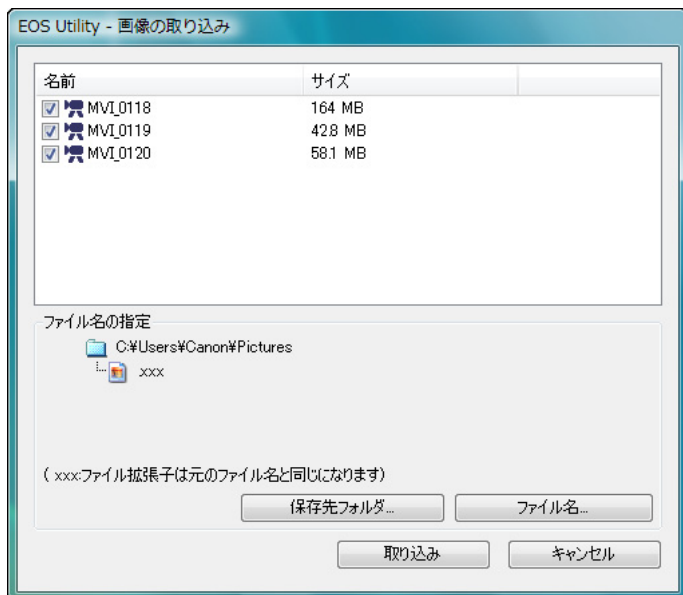 EOS Utility - 画像の取り込み
名前 サイズ
MVI_0118 164 MB
MVI_0119 42.8 MB
MVI_0120 58.1 MB
ファイル名の指定
C:¥Users¥Canon¥Pictures
xxx
( xxx:ファイル拡張子は元のファイル名と同じになります)
保存先フォルダ... ファイル名...
取り込み キャンセル